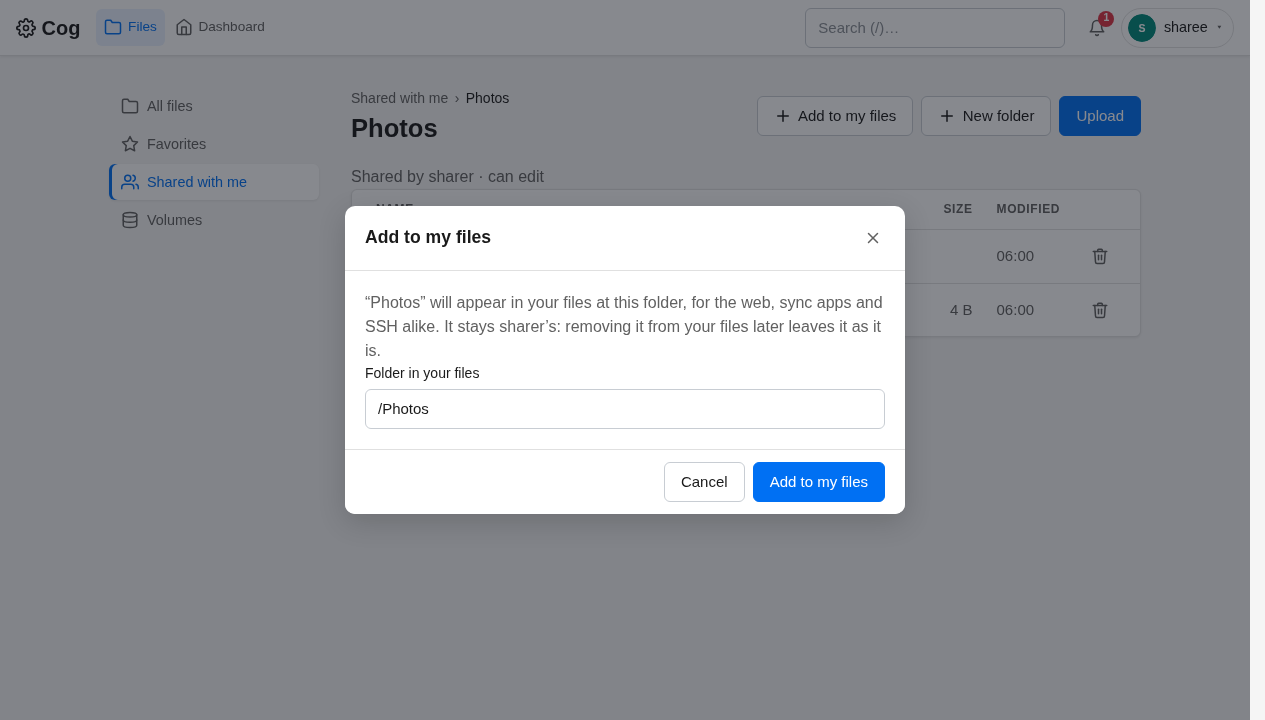 Cog
Files
Dashboard
Search (/)…
1
S
sharee
All files
Favorites
Shared with me
Volumes
Shared with me › Photos
Photos
Add to my files
New folder
Upload
Shared by sharer · can edit
SIZE
MODIFIED
06:00
4 B
06:00
Add to my files
“Photos” will appear in your files at this folder, for the web, sync apps and
SSH alike. It stays sharer’s: removing it from your files later leaves it as it
is.
Folder in your files
/Photos
Cancel
Add to my files